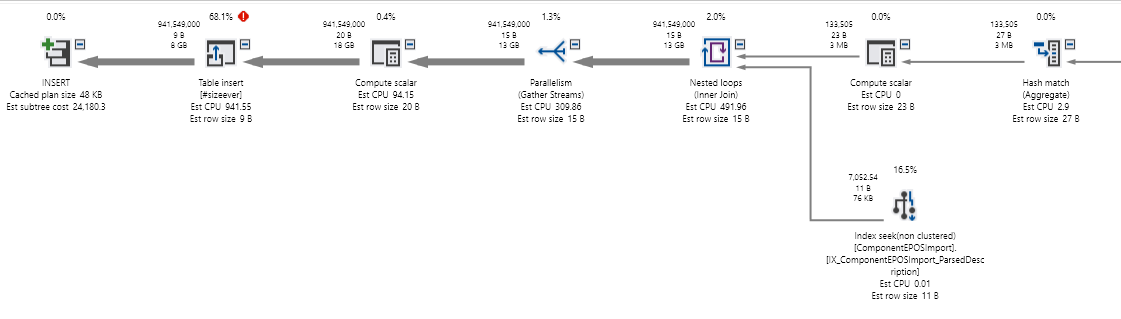 0.0%
68.1%
0.4%
1.3%
2.0%
0.0%
0.0%
941,549,000
9 B
8 GB
941,549,000
20 B
18 GB
941,549,000
15 B
13 GB
941,549,000
15 B
13 GB
133,505
23 B
3 MB
133,505
27 B
3 MB
INSERT
Cached plan size 48 KB
Est subtree cost 24,180.3
Table insert
[#sizeever]
Est CPU 941.55
Est row size 9 B
Compute scalar
Est CPU 94.15
Est row size 20 B
Parallelism
(Gather Streams)
Est CPU 309.86
Est row size 15 B
Nested loops
(Inner Join)
Est CPU 491.96
Est row size 15 B
Compute scalar
Est CPU 0
Est row size 23 B
Hash match
(Aggregate)
Est CPU 2.9
Est row size 27 B
16.5%
7,052.54
11 B
76 KB
Index seek(non clustered)
[ComponentEPOSImport].
[IX_ComponentEPOSImport_ParsedDesc
ription]
Est CPU 0.01
Est row size 11 B